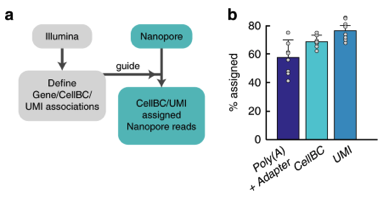 a
Illumina
Nanopore
guide
Define
Gene/CellBC/
UMI associations
CellBC/UMI
assigned
Nanopore reads
b
% assigned
80
60
40
20
0
Poly(A)
+ Adapter
CellBC
UMI